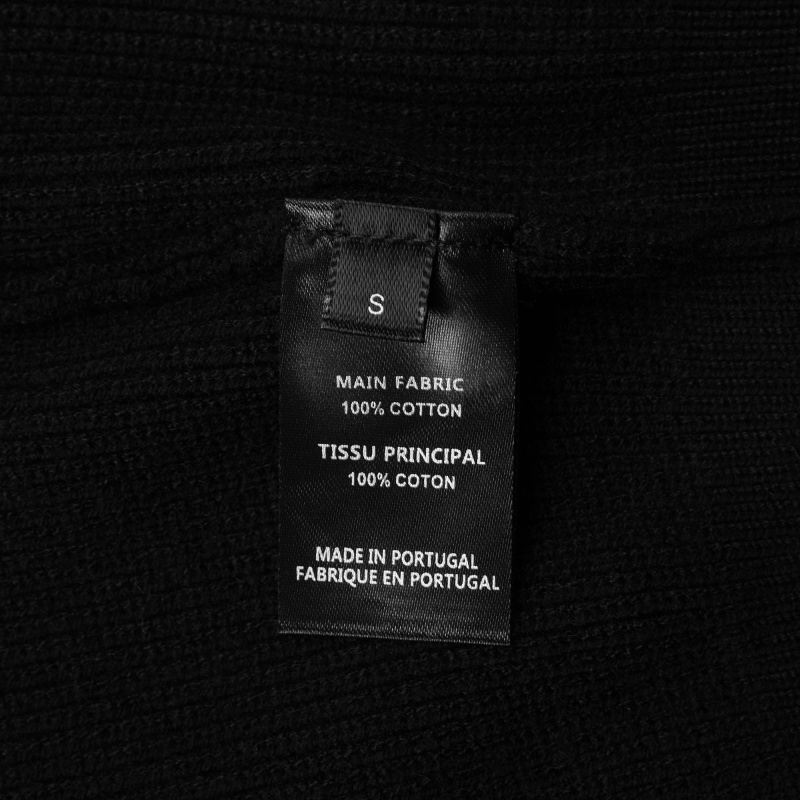 S
MAIN FABRIC
100% COTTON
TISSU PRINCIPAL
100% COTON
MADE IN PORTUGAL
FABRIQUE EN PORTUGAL